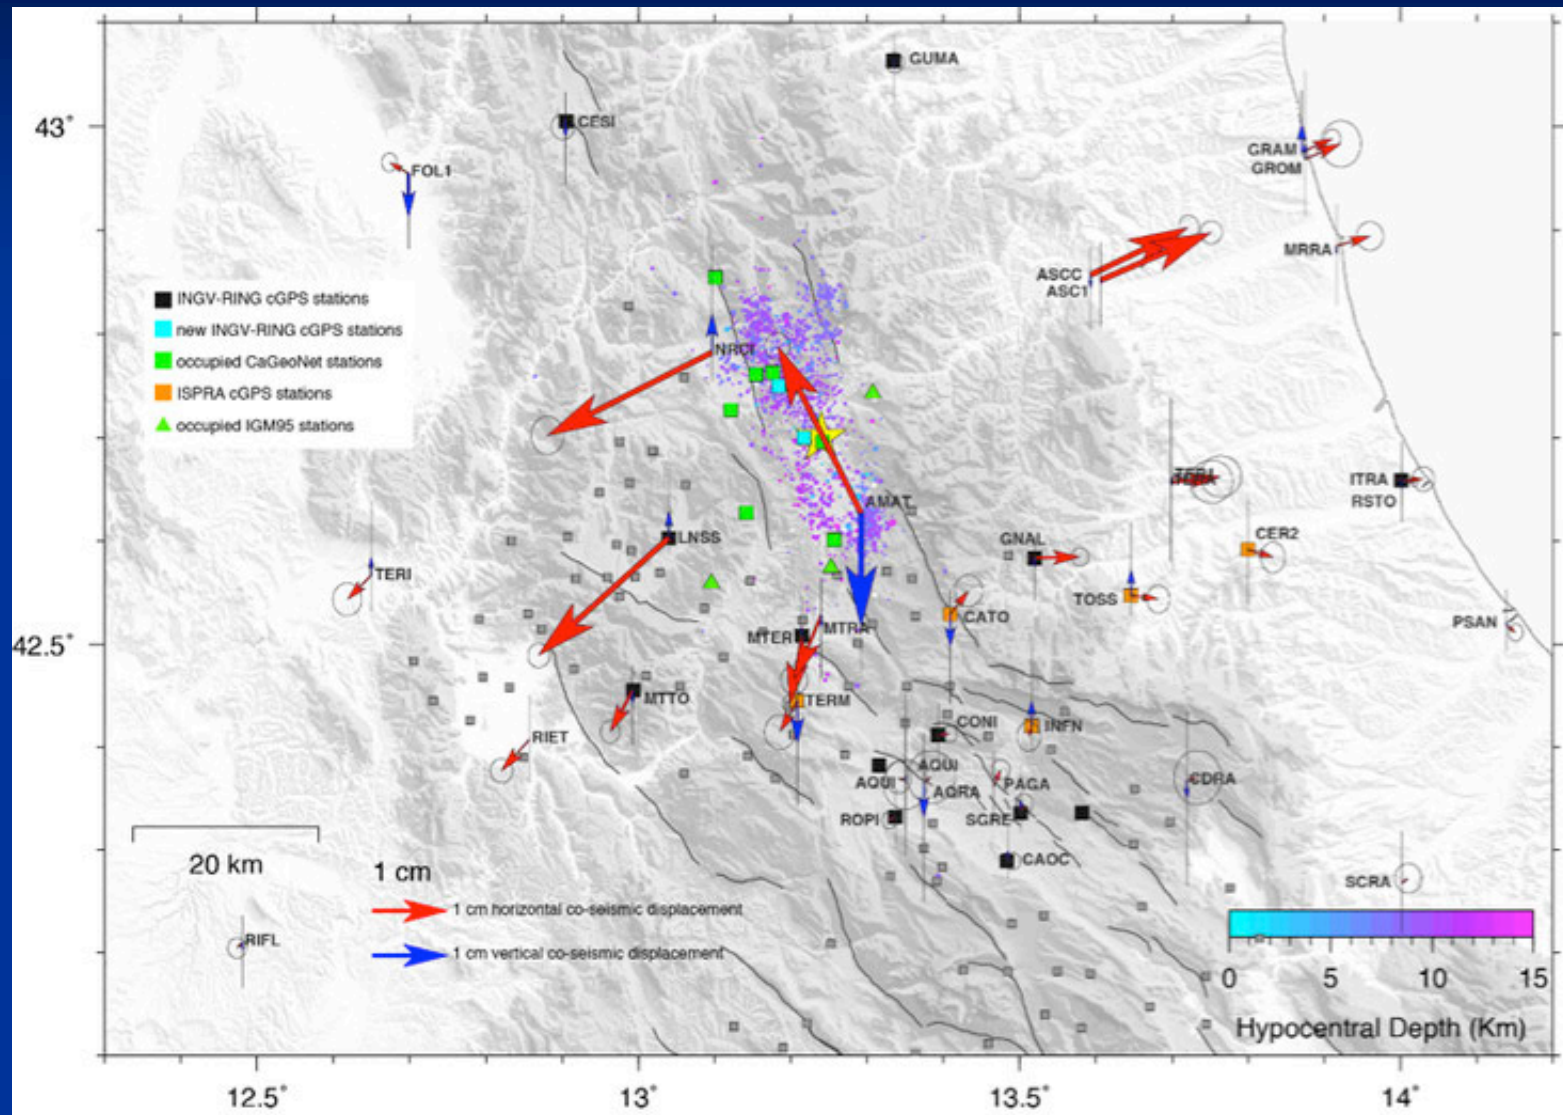 GUMA
43°
CESI
FOL1
GRAM
GROM
MRRA
ASCC
ASC1
INGV-RING cGPS stations
new INGV-RING cGPS stations
occupied CaGeoNet stations
ISPRA cGPS stations
occupied IGM95 stations
NRCI
AMAT
ITRA
RSTO
LNSS
GNAL
CER2
TERI
TOSS
CATO
PSAN
42.5°
MTER
MTRA
MTTO
TERM
RIET
CONI
INFN
AQUI
AQUI
AQRA
PAGA
CDRA
ROPI
SGRE
CAOC
SCRA
20 km
1 cm
1 cm horizontal co-seismic displacement
1 cm vertical co-seismic displacement
RIFL
0 5 10 15
Hypocentral Depth (Km)
12.5° 13° 13.5° 14°